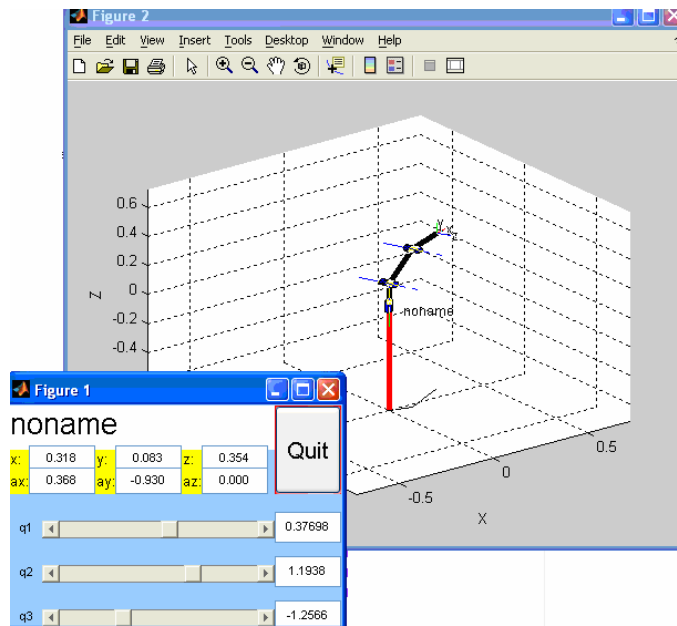 Figure 2
File Edit View Insert Tools Desktop Window Help
0.6
0.4
0.2
0
-0.2
-0.4
Z
noname
y
x
z
0.5
0
-0.5
X
Figure 1
noname
Quit
x: 0.318 y: 0.083 z: 0.354
ax: 0.368 ay: -0.930 az: 0.000
q1 0.37698
q2 1.1938
q3 -1.2566